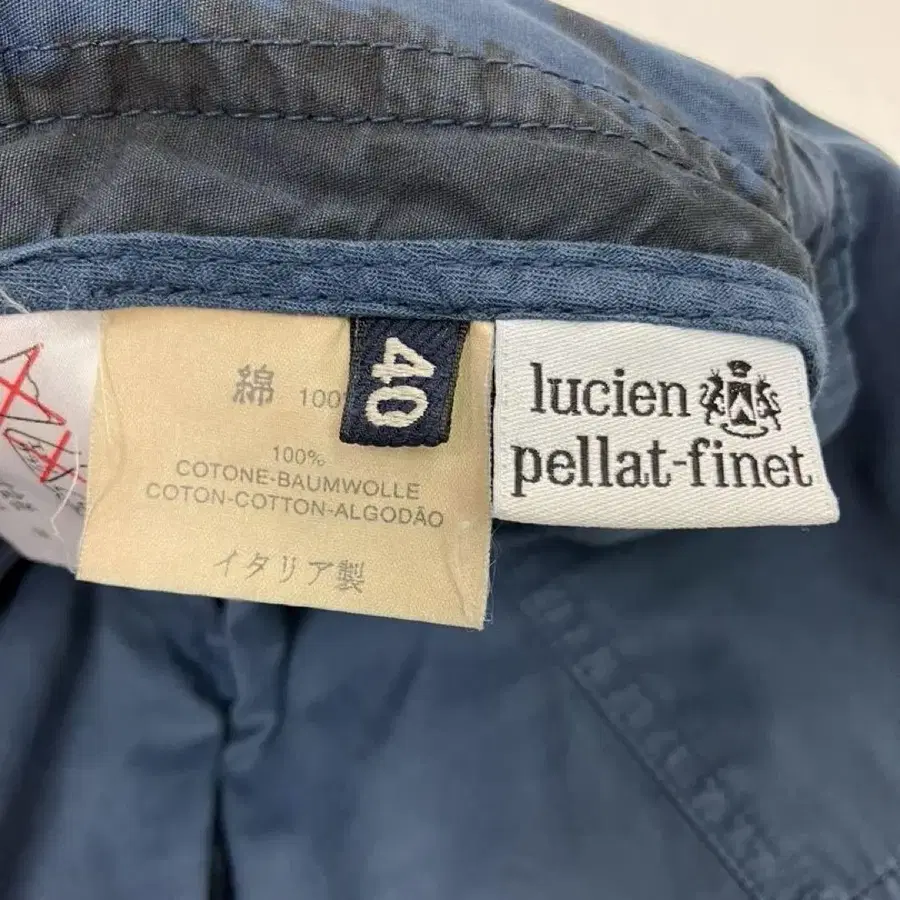 綿 100
100%
COTONE-BAUMWOLLE
COTON-COTTON-ALGODÃO
イタリア製
40
lucien
pellat-finet